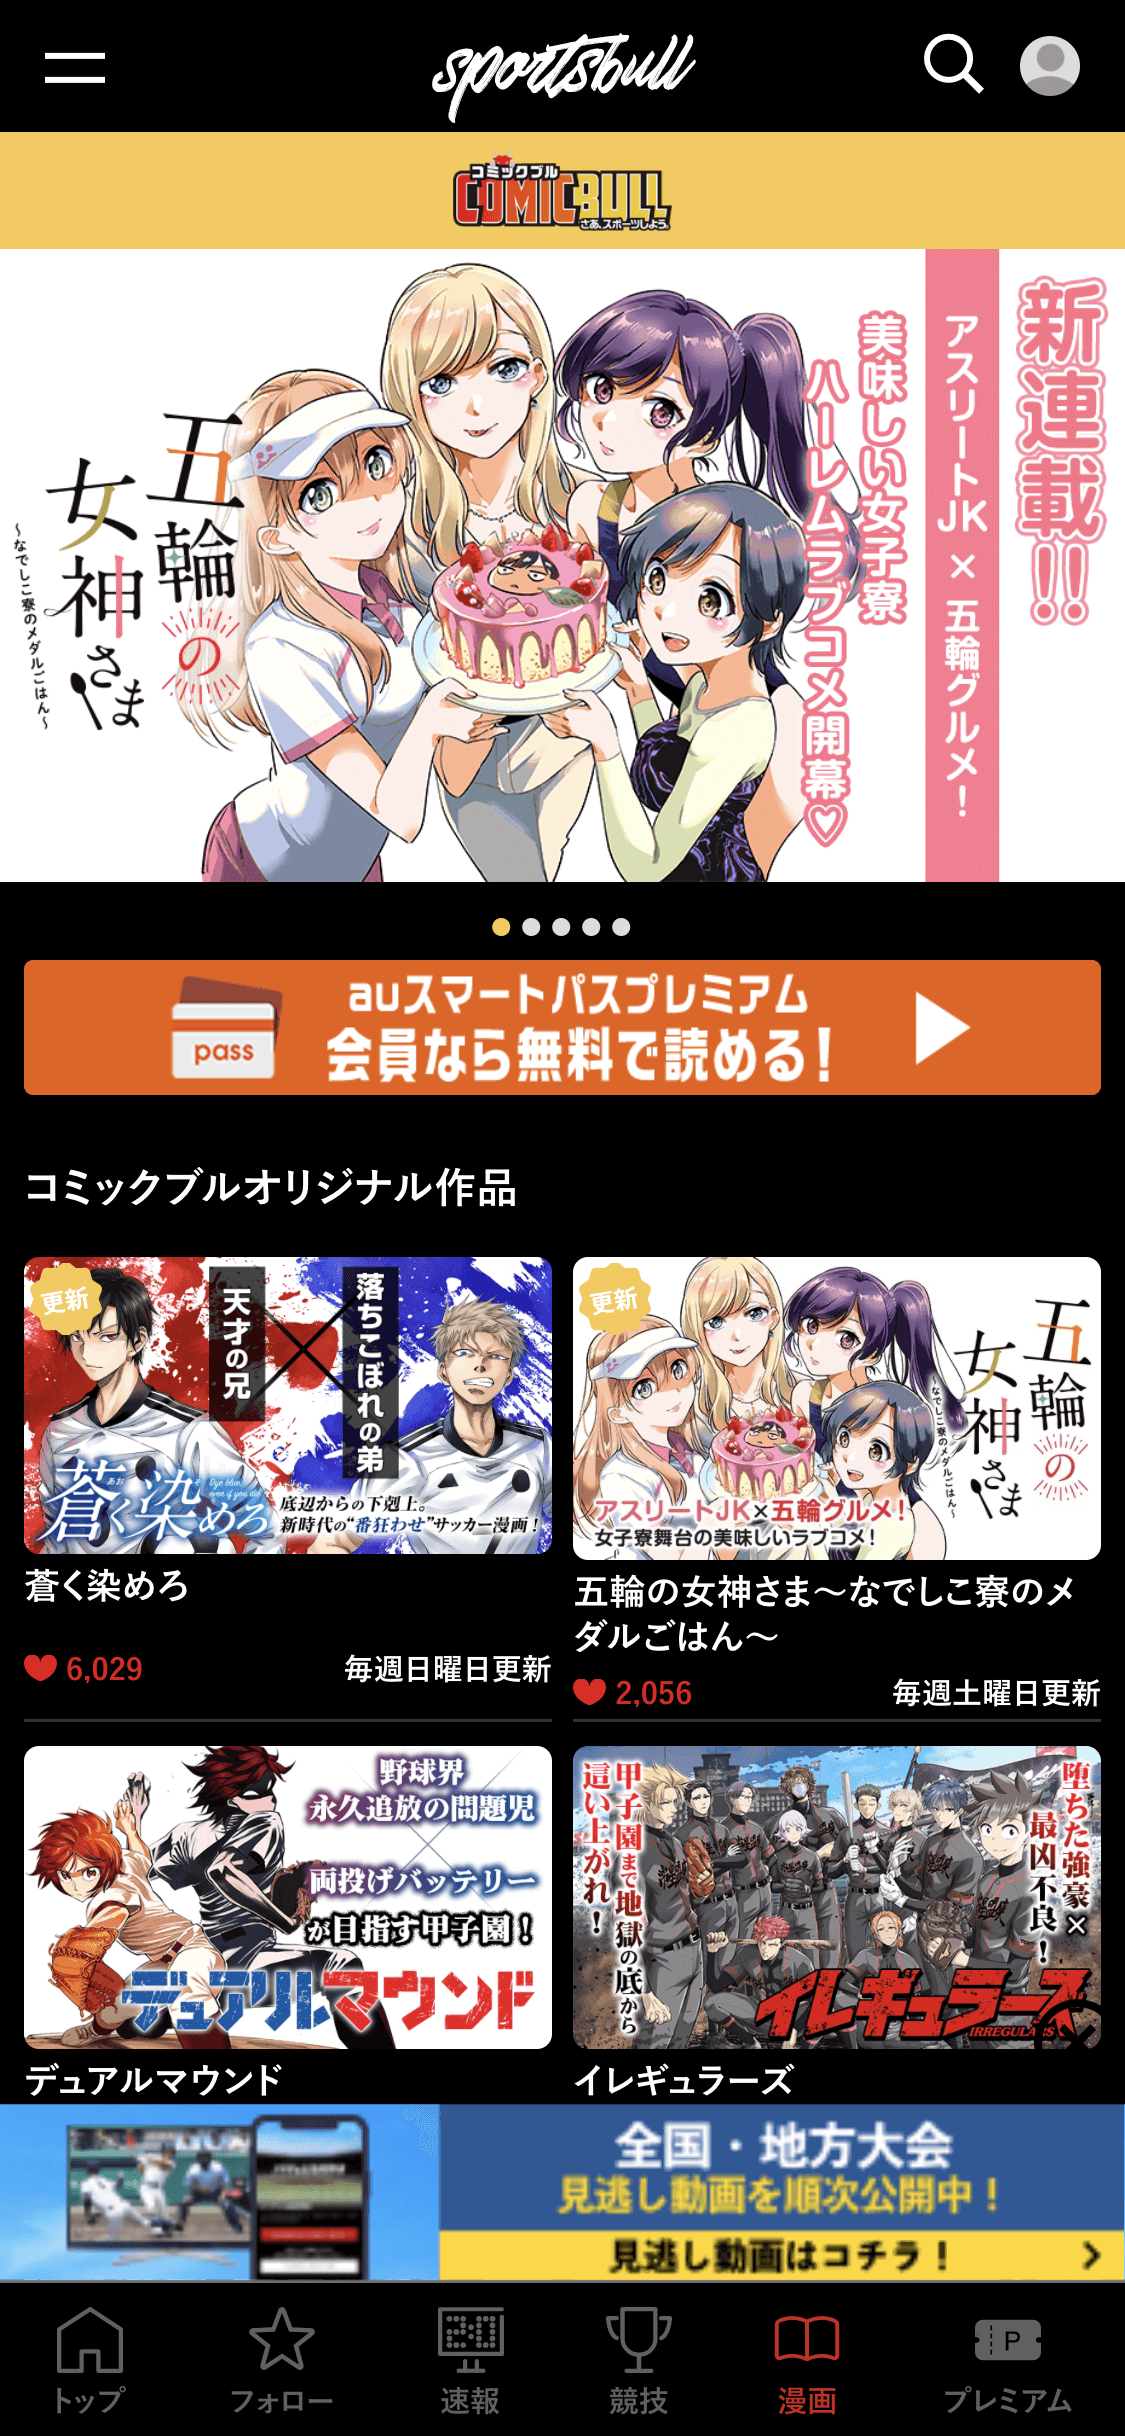 sportsbull
コミックブル
COMICBULL
さあ、スポーツしよう。
新連載!!
アスリートJK × 五輪グルメ!
美味しい女子寮
ハーレムラブコメ開幕♡
五輪の
女神さま
～なでしこ寮のメダルごはん～
pass
auスマートパスプレミアム
会員なら無料で読める!
コミックブルオリジナル作品
更新
天才の兄
落ちこぼれの弟
蒼く染めろ
あお
そ
Dye blue...
even if you die
底辺からの下剋上。
新時代の"番狂わせ"サッカー漫画!
蒼く染めろ
6,029
毎週日曜日更新
更新
五輪の
女神さま
～なでしこ寮のメダルごはん～
アスリートJK×五輪グルメ!
女子寮舞台の美味しいラブコメ!
五輪の女神さま～なでしこ寮のメ
ダルごはん～
2,056
毎週土曜日更新
野球界
永久追放の問題児
×
両投げバッテリー
が目指す甲子園!
デュアルマウンド
デュアルマウンド
堕ちた強豪×
最凶不良!
甲子園まで地獄の底から
這い上がれ!
イレギュラーズ
IRREGULARS
イレギュラーズ
全国・地方大会
見逃し動画を順次公開中!
見逃し動画はコチラ!
トップ
フォロー
2:0
速報
競技
漫画
P
プレミアム